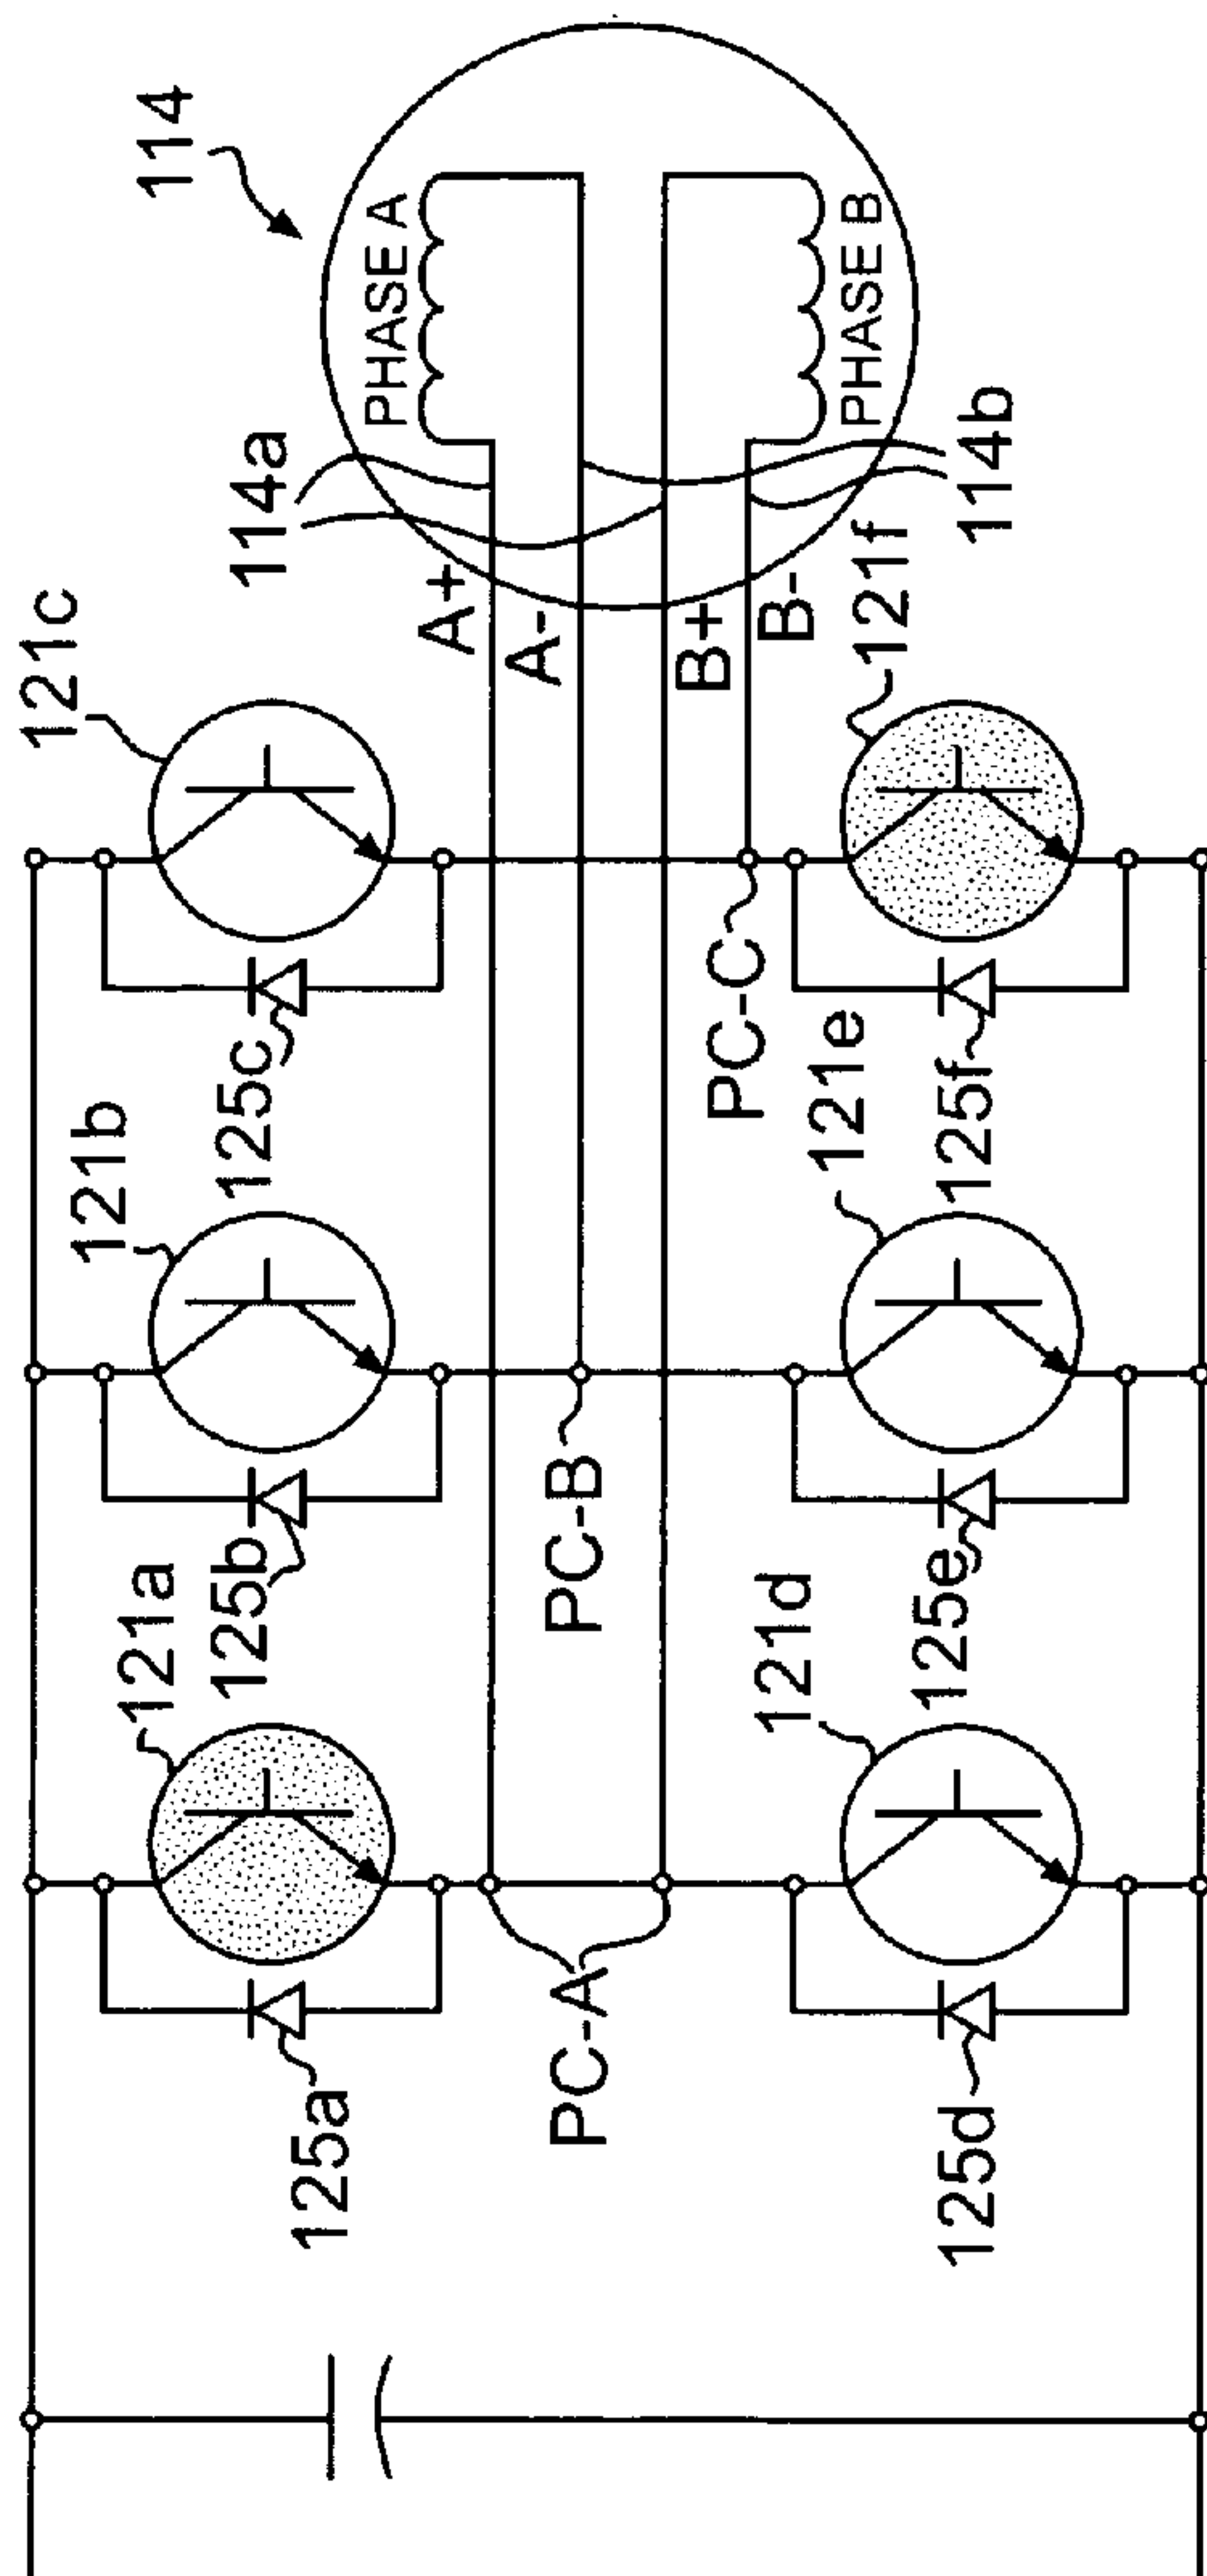 114
PHASE A
PHASE B
114a
114b
A+
A-
B+
B-
121c
121f
125c
PC-C
125f
121b
121e
125b
PC-B
125e
121a
121d
125a
PC-A
125d